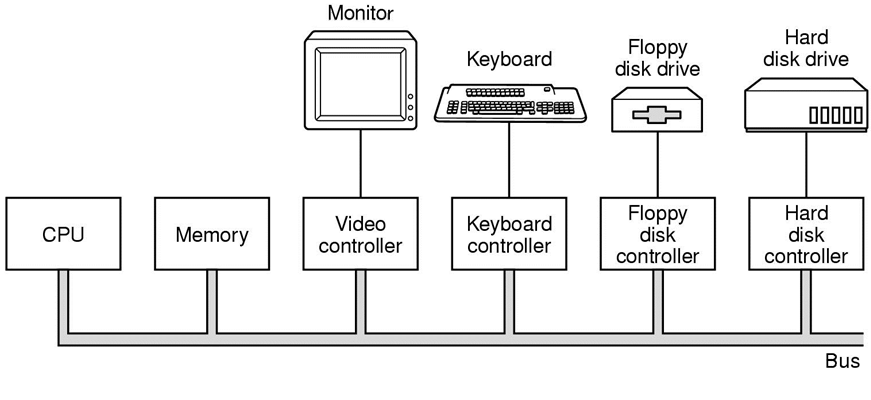 Monitor
Keyboard
Floppy
disk drive
Hard
disk drive
CPU
Memory
Video
controller
Keyboard
controller
Floppy
disk
controller
Hard
disk
controller
Bus